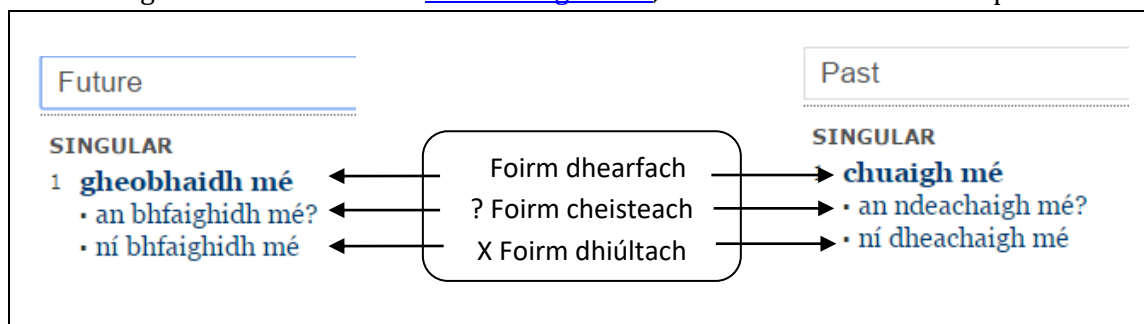 Future
SINGULAR
1 gheobhaidh mé
• an bhfaighidh mé?
• ní bhfaighidh mé
Foirm dhearfach
? Foirm cheisteach
X Foirm dhiúltach
Past
SINGULAR
chuaigh mé
• an ndeachaigh mé?
• ní dheachaigh mé